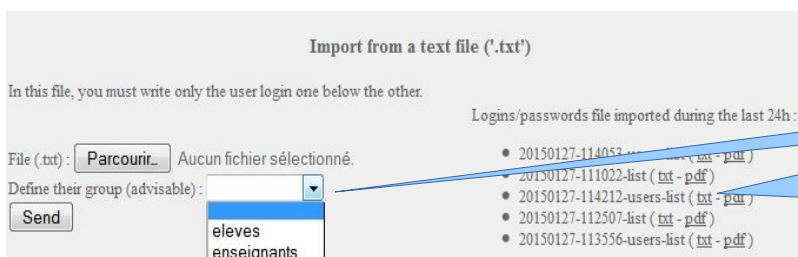 Import from a text file ('.txt')
In this file, you must write only the user login one below the other.
Logins/passwords file imported during the last 24h :
File (.txt) : Parcourir_ Aucun fichier sélectionné.
Define their group (advisable) :
Send
eleves
enseignants
20150127-114053-users-list ( txt - pdf )
20150127-111022-list ( txt - pdf )
20150127-114212-users-list ( txt - pdf )
20150127-112507-list ( txt - pdf )
20150127-113556-users-list ( txt - pdf )